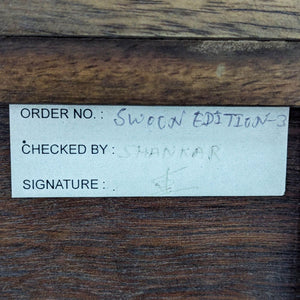 ORDER NO. : SWOON EDITION-3
CHECKED BY : SHANKAR
SIGNATURE :